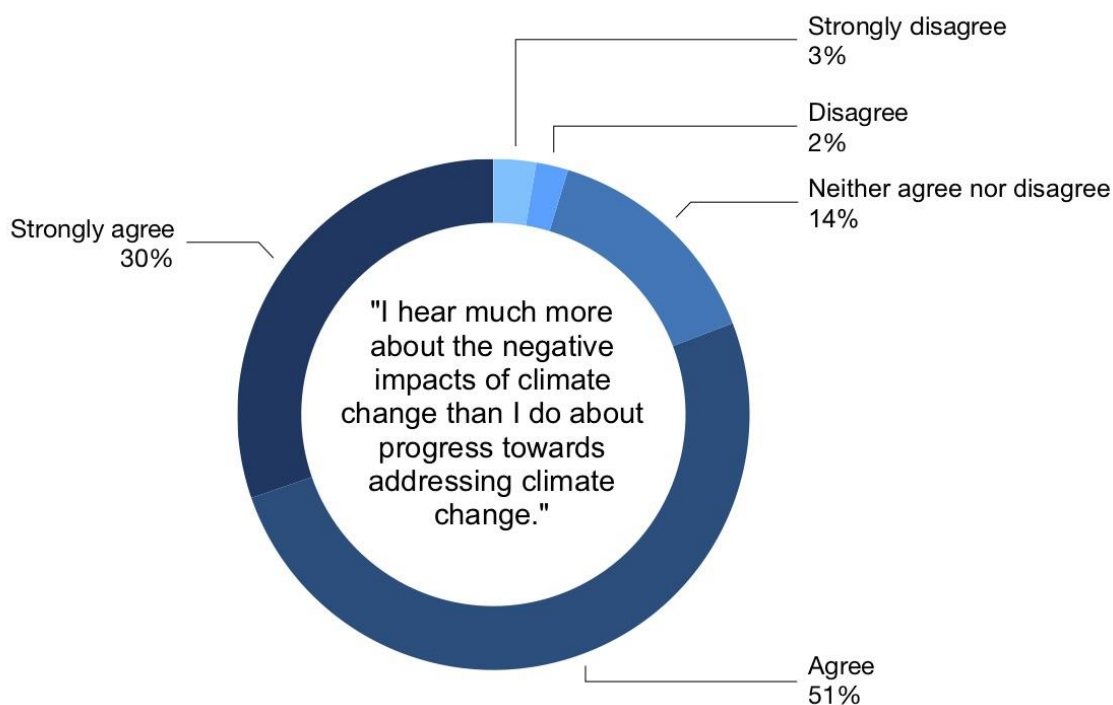 Strongly disagree
3%
Disagree
2%
Neither agree nor disagree
14%
Strongly agree
30%
"I hear much more
about the negative
impacts of climate
change than I do about
progress towards
addressing climate
change."
Agree
51%